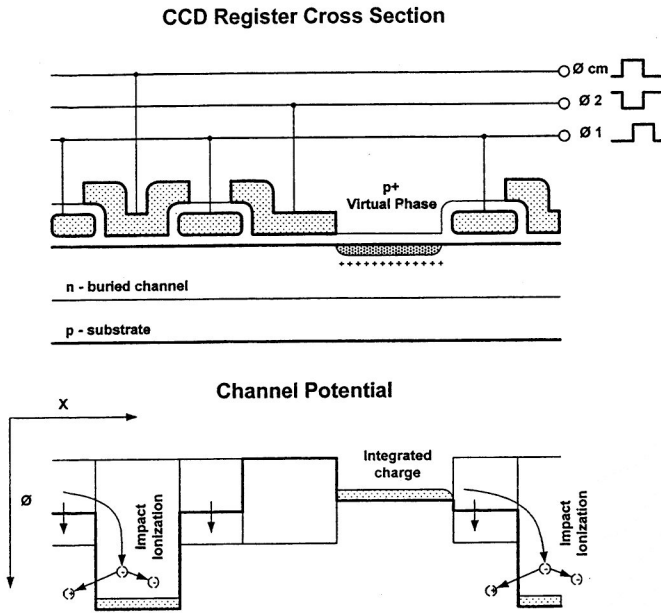 CCD Register Cross Section
Ø cm
Ø 2
Ø 1
p+
Virtual Phase
+++++++++++++
n - buried channel
p - substrate
Channel Potential
X
Ø
Integrated
charge
Impact
Ionization
Impact
Ionization
(-)
(-)
(-)
(-)
(-)
(-)